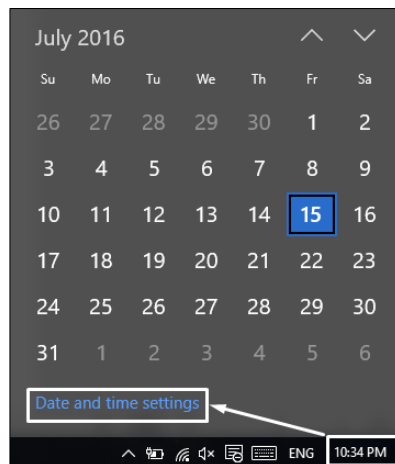 July 2016
Su Mo Tu We Th Fr Sa
26 27 28 29 30 1 2
3 4 5 6 7 8 9
10 11 12 13 14 15 16
17 18 19 20 21 22 23
24 25 26 27 28 29 30
31 1 2 3 4 5 6
Date and time settings
ENG 10:34 PM